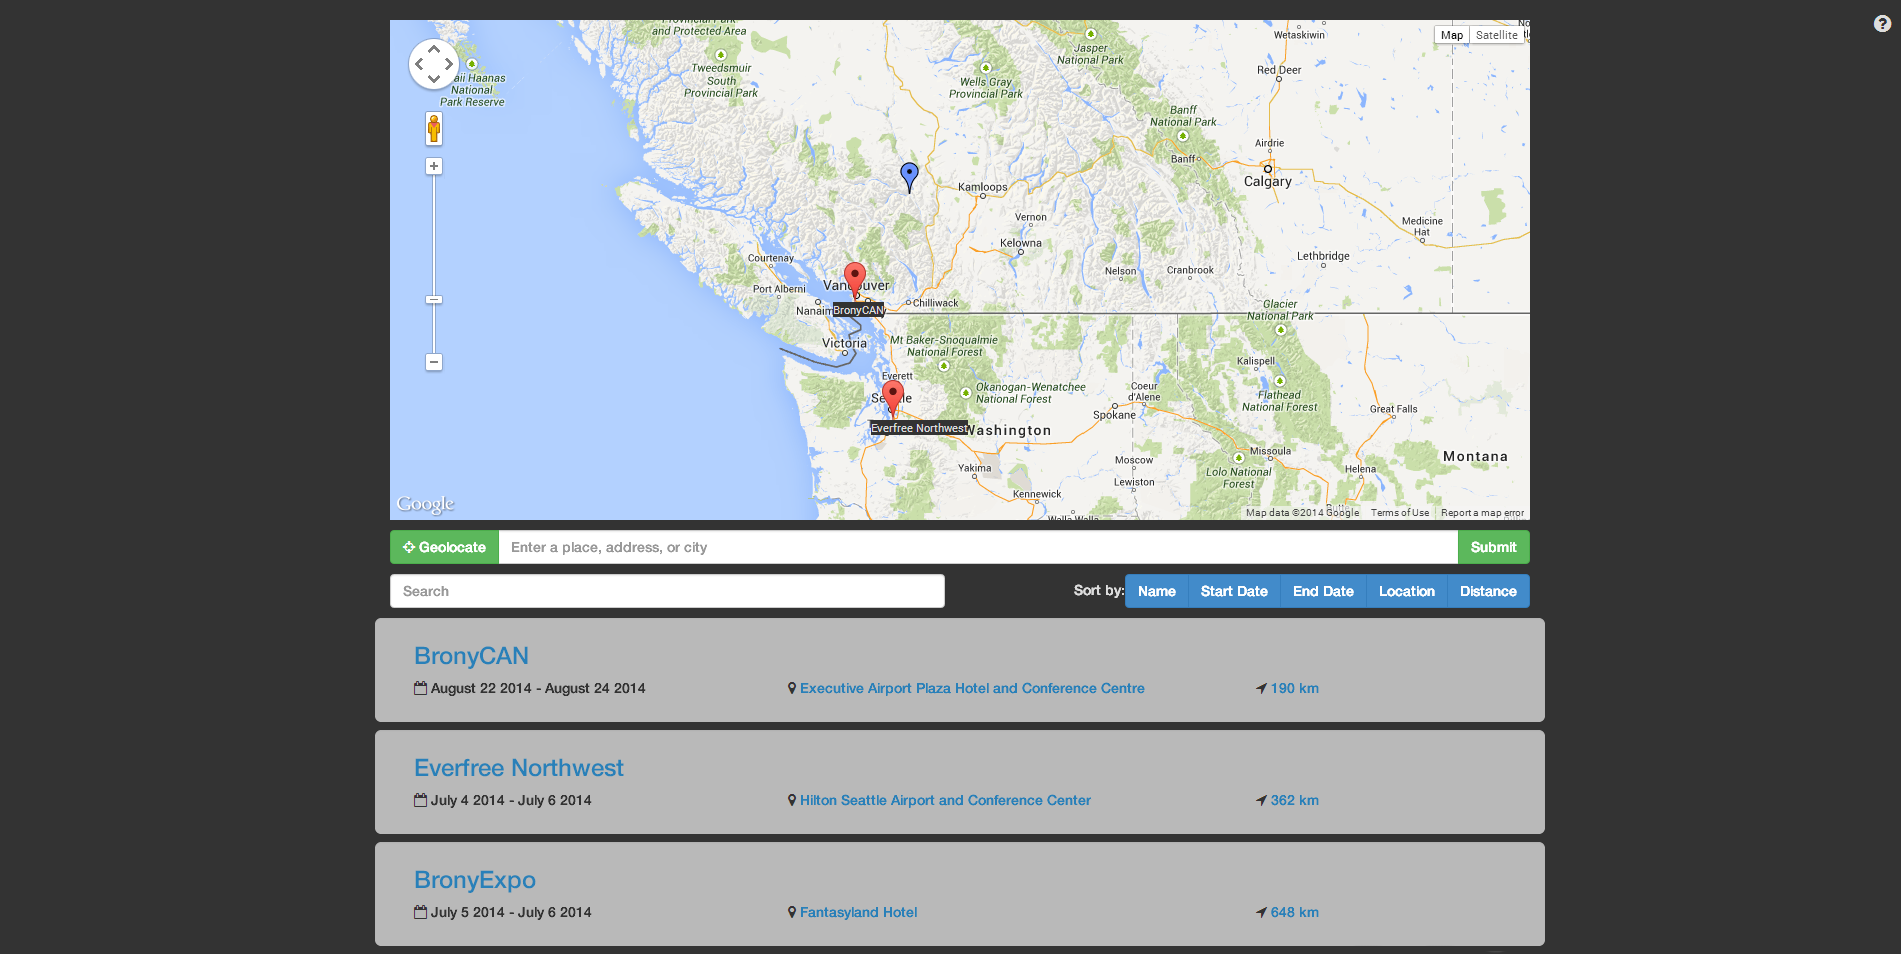 Provincial Park
and Protected Area
Map Satellite
Wetaskiwin
Jasper
National Park
Tweedsmuir
South
Provincial Park
Haanas
National
Park Reserve
Wells Gray
Provincial Park
Red Deer
Banff
National Park
Banff
Airdrie
Calgary
Kamloops
Vernon
Kelowna
Medicine
Hat
Courtenay
Nelson
Cranbrook
Lethbridge
Port Alberni
Vancouver
Chilliwack
BronyCAN
Glacier
National Park
Victoria
Mt Baker-Snoqualmie
National Forest
Kalispell
Everett
Okanogan-Wenatchee
National Forest
Coeur
d'Alene
Flathead
National Forest
Spokane
Great Falls
Everfree Northwest
Washington
Missoula
Yakima
Moscow
Lolo National
Forest
Helena
Montana
Lewiston
Kennewick
Walla Walla
Google
Map data ©2014 Google Terms of Use Report a map error
Geolocate Enter a place, address, or city Submit
Search Sort by: Name Start Date End Date Location Distance
BronyCAN
August 22 2014 - August 24 2014 Executive Airport Plaza Hotel and Conference Centre 190 km
Everfree Northwest
July 4 2014 - July 6 2014 Hilton Seattle Airport and Conference Center 362 km
BronyExpo
July 5 2014 - July 6 2014 Fantasyland Hotel 648 km